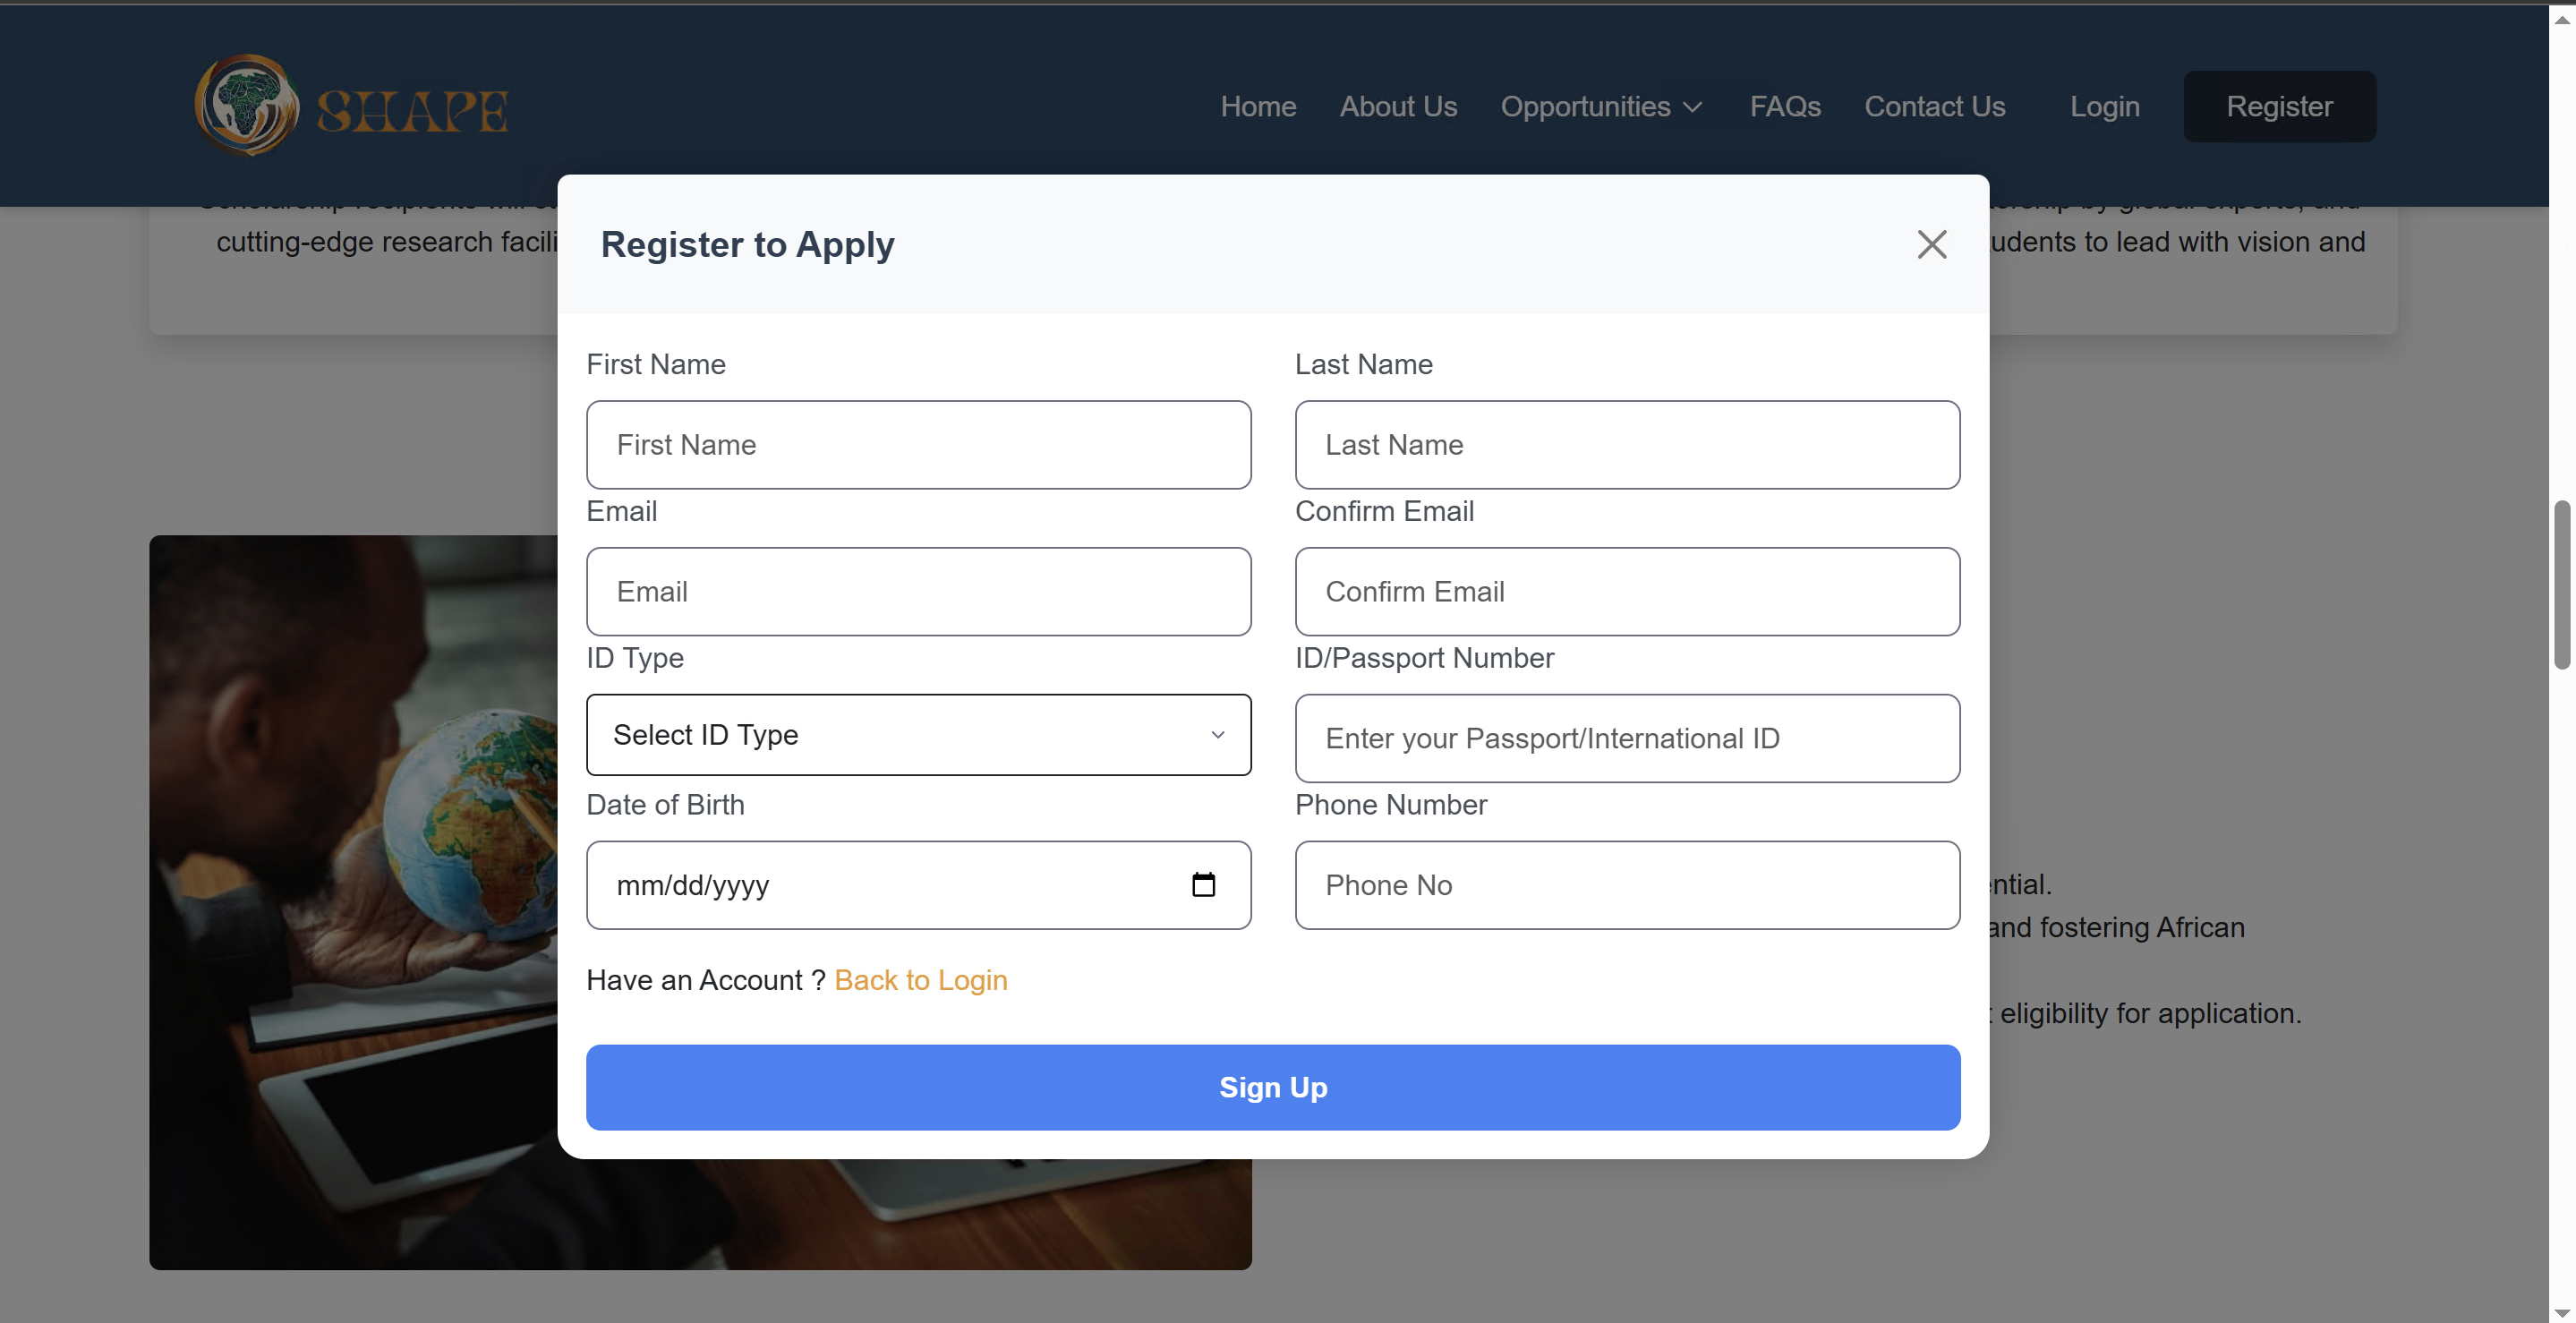 SHAPE
Home About Us Opportunities FAQs Contact Us Login Register
cutting-edge research
udents to lead with vision and
Register to Apply
First Name Last Name
First Name Last Name
Email Confirm Email
Email Confirm Email
ID Type ID/Passport Number
Select ID Type Enter your Passport/International ID
Date of Birth Phone Number
mm/dd/yyyy Phone No
ential.
and fostering African
Have an Account ? Back to Login
eligibility for application.
Sign Up